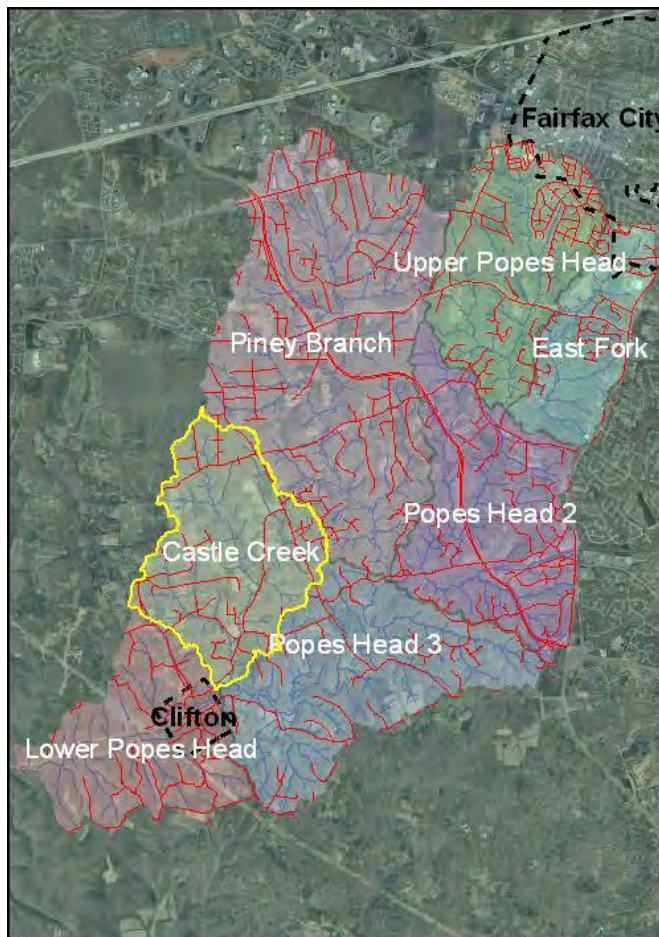 Fairfax City
Upper Popes Head
Piney Branch
East Fork
Popes Head 2
Castle Creek
Popes Head 3
Clifton
Lower Popes Head